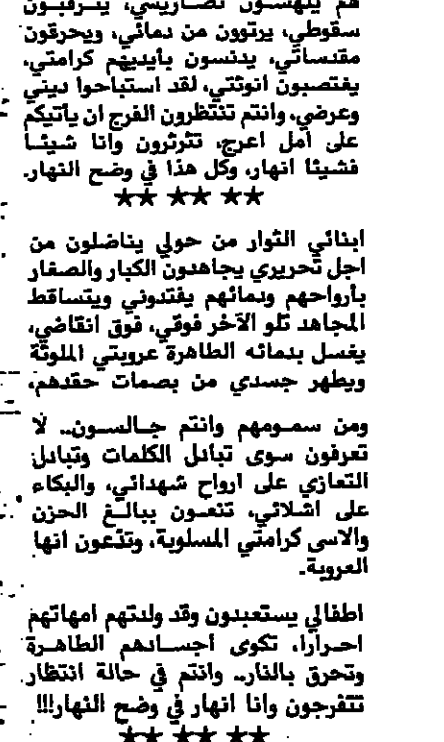 هم ينهشون تضاريسي، يترقبون
سقوطي، يرتوون من دمائي، ويحرقون
مقدساتي، يدنسون بأيديهم كرامتي،
يغتصبون انوثتي، لقد استباحوا ديني
وعرضي، وانتم تنتظرون الفرج ان يأتيكم
على أمل اعرج، تثرثرون وانا شيئا
فشيئا انهار، وكل هذا في وضح النهار.
★★ ★★ ★★
ابنائي الثوار من حولي يناضلون من
اجل تحريري يجاهدون الكبار والصغار
بأرواحهم ودمائهم يفتدوني ويتساقط
المجاهد تلو الآخر فوقي، فوق انقاضي،
يغسل بدمائه الطاهرة عروبتي الملوثة
ويطهر جسدي من بصمات حقدهم،
ومن سمومهم وانتم جالسون.. لا
تعرفون سوى تبادل الكلمات وتبادل
التعازي على ارواح شهدائي، والبكاء
على اشلائي، تنعون ببالغ الحزن
والاسى كرامتي المسلوبة، وتدعون انها
العروبة.
اطفالي يستعبدون وقد ولدتهم امهاتهم
احرارا، تكوى اجسادهم الطاهرة
وتحرق بالنار.. وانتم في حالة انتظار
تتفرجون وانا انهار في وضح النهار!!!
★★ ★★ ★★